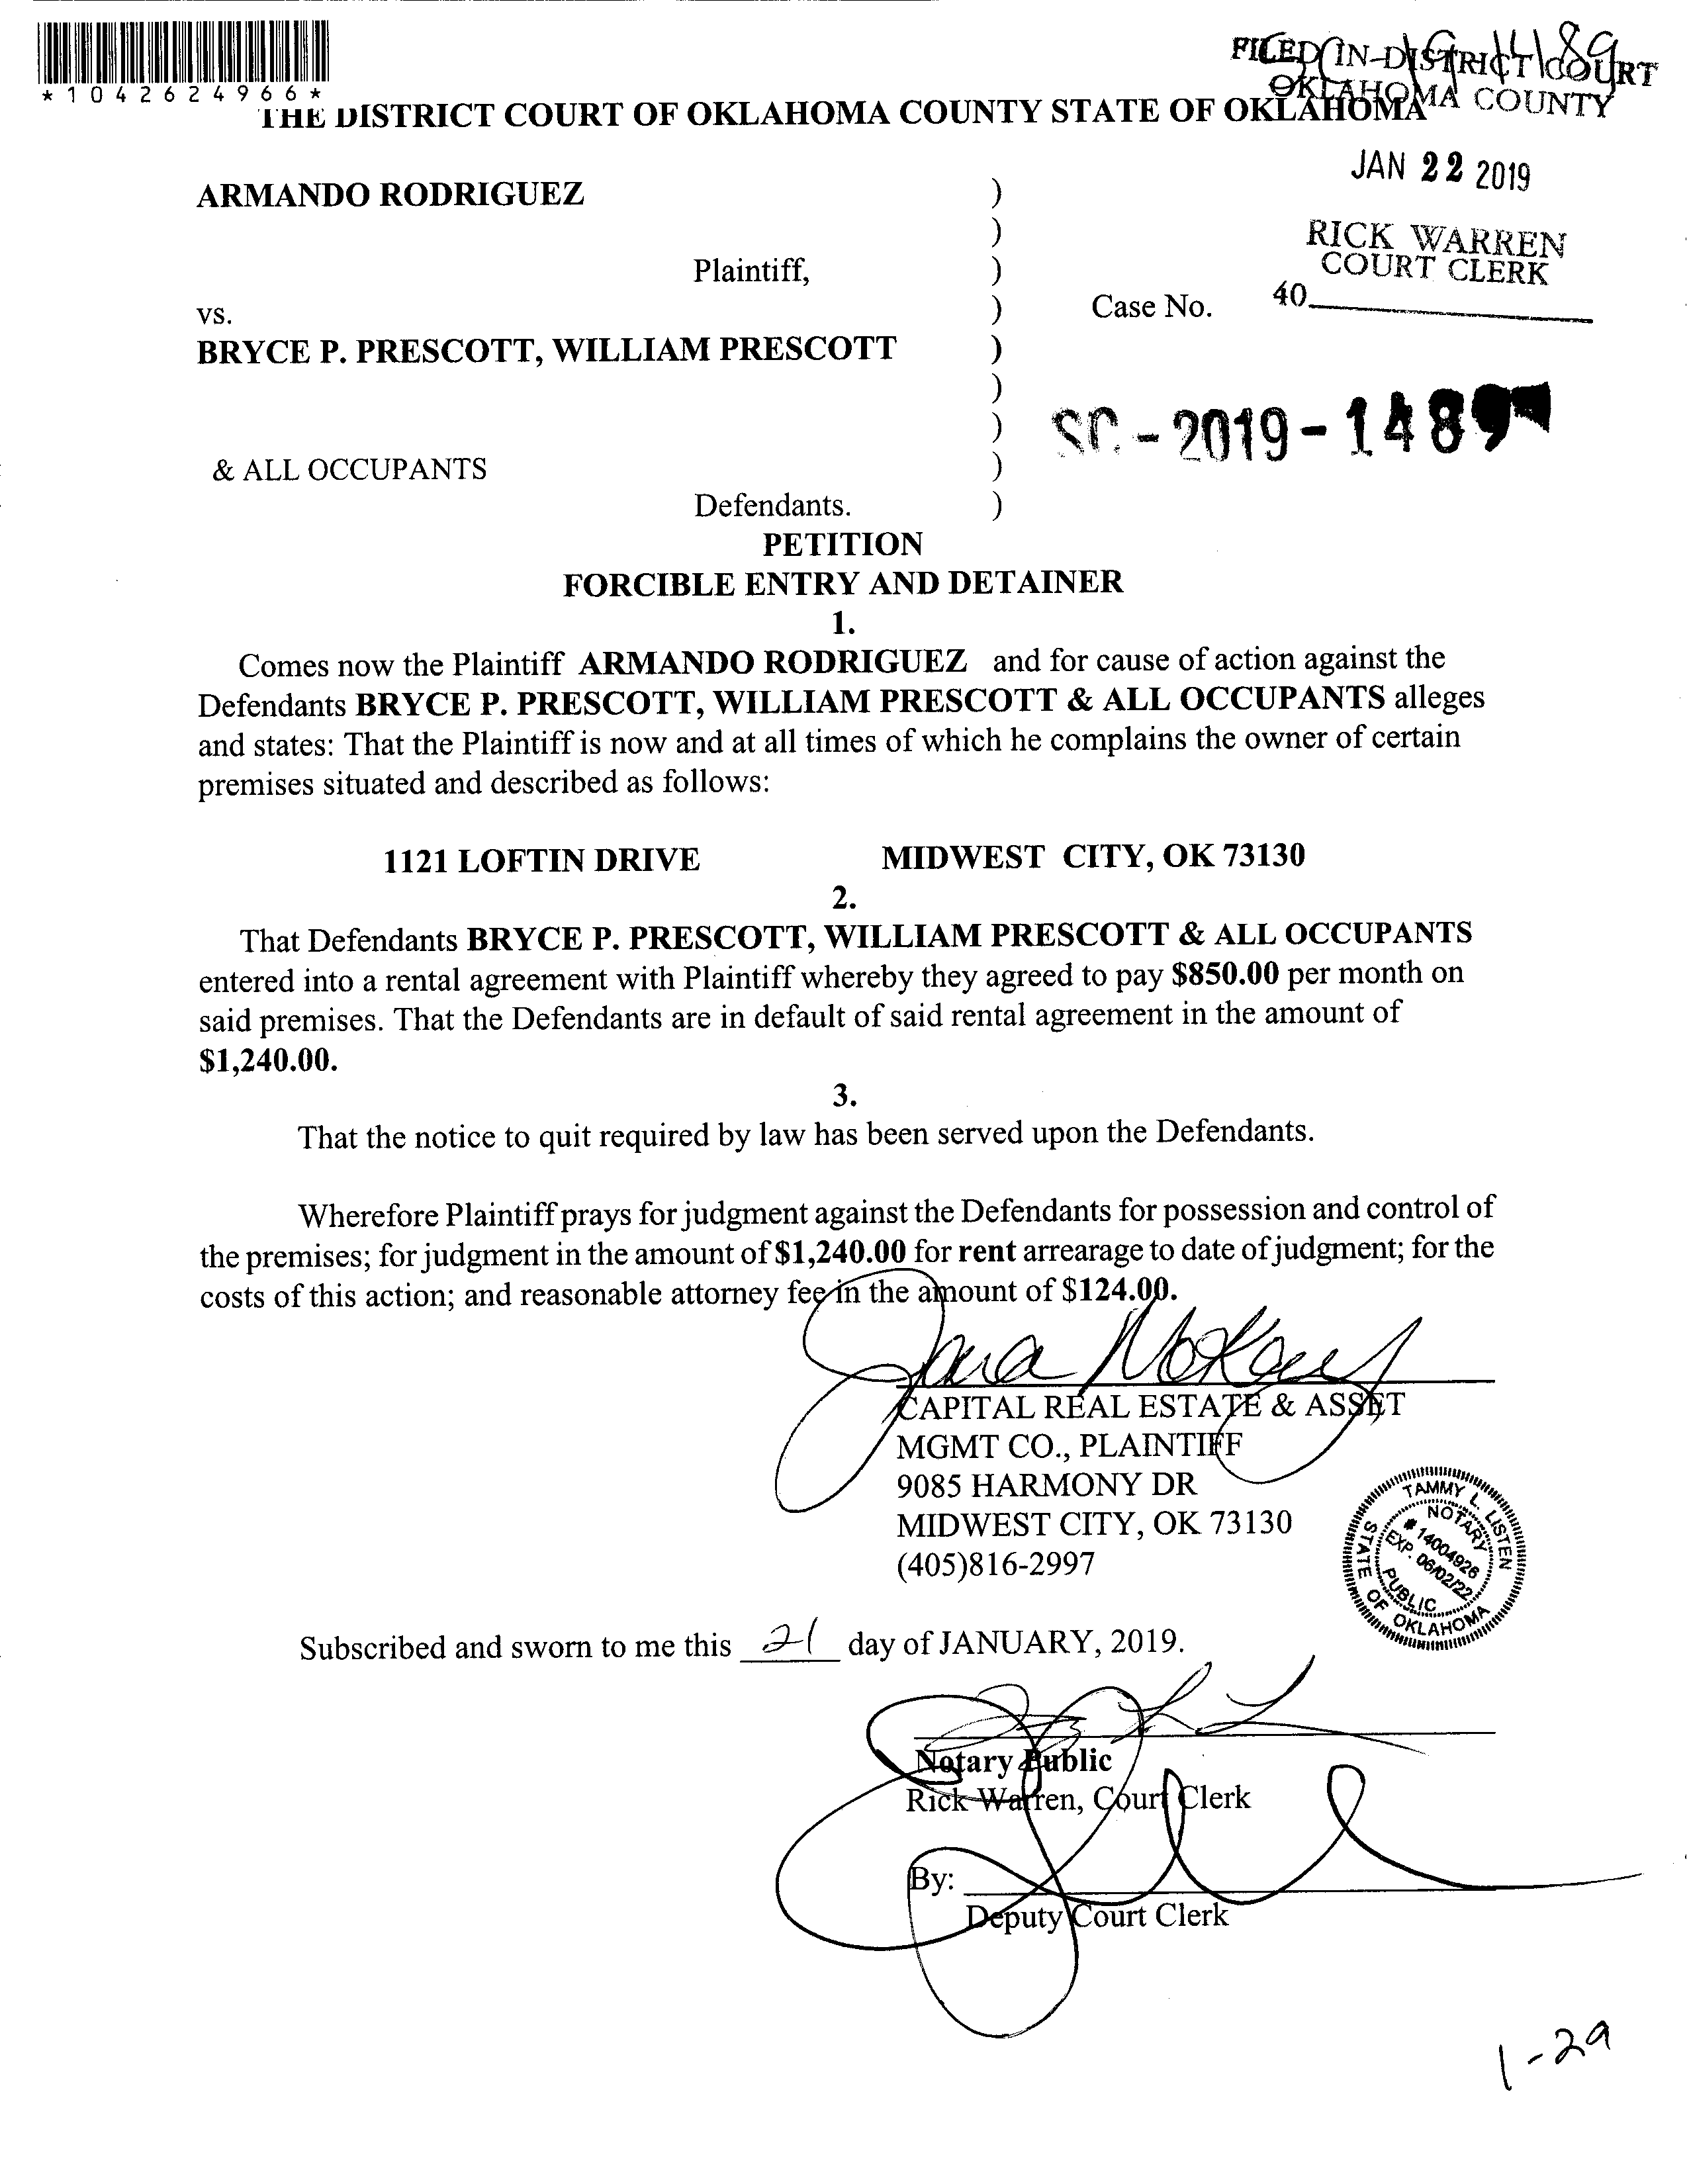 *1042624966*
SC-19-1489
FILED IN DISTRICT COURT
OKLAHOMA COUNTY
THE DISTRICT COURT OF OKLAHOMA COUNTY STATE OF OKLAHOMA
JAN 22 2019
ARMANDO RODRIGUEZ )
)
RICK WARREN
COURT CLERK
Plaintiff, )
40
vs. ) Case No.
BRYCE P. PRESCOTT, WILLIAM PRESCOTT )
)
) SC-2019-1489
& ALL OCCUPANTS )
Defendants. )
PETITION
FORCIBLE ENTRY AND DETAINER
1.
Comes now the Plaintiff ARMANDO RODRIGUEZ and for cause of action against the
Defendants BRYCE P. PRESCOTT, WILLIAM PRESCOTT & ALL OCCUPANTS alleges
and states: That the Plaintiff is now and at all times of which he complains the owner of certain
premises situated and described as follows:
1121 LOFTIN DRIVE MIDWEST CITY, OK 73130
2.
That Defendants BRYCE P. PRESCOTT, WILLIAM PRESCOTT & ALL OCCUPANTS
entered into a rental agreement with Plaintiff whereby they agreed to pay $850.00 per month on
said premises. That the Defendants are in default of said rental agreement in the amount of
$1,240.00.
3.
That the notice to quit required by law has been served upon the Defendants.
Wherefore Plaintiff prays for judgment against the Defendants for possession and control of
the premises; for judgment in the amount of $1,240.00 for rent arrearage to date of judgment; for the
costs of this action; and reasonable attorney fee in the amount of $124.00.
CAPITAL REAL ESTATE & ASSET
MGMT CO., PLAINTIFF
9085 HARMONY DR
MIDWEST CITY, OK 73130
(405)816-2997
TAMMY L. LISTEN
NOTARY
# 14004926
EXP. 06/02/22
PUBLIC
STATE OF OKLAHOMA
Subscribed and sworn to me this 21 day of JANUARY, 2019.
Notary Public
Rick Warren, Court Clerk
By:
Deputy Court Clerk
1-29